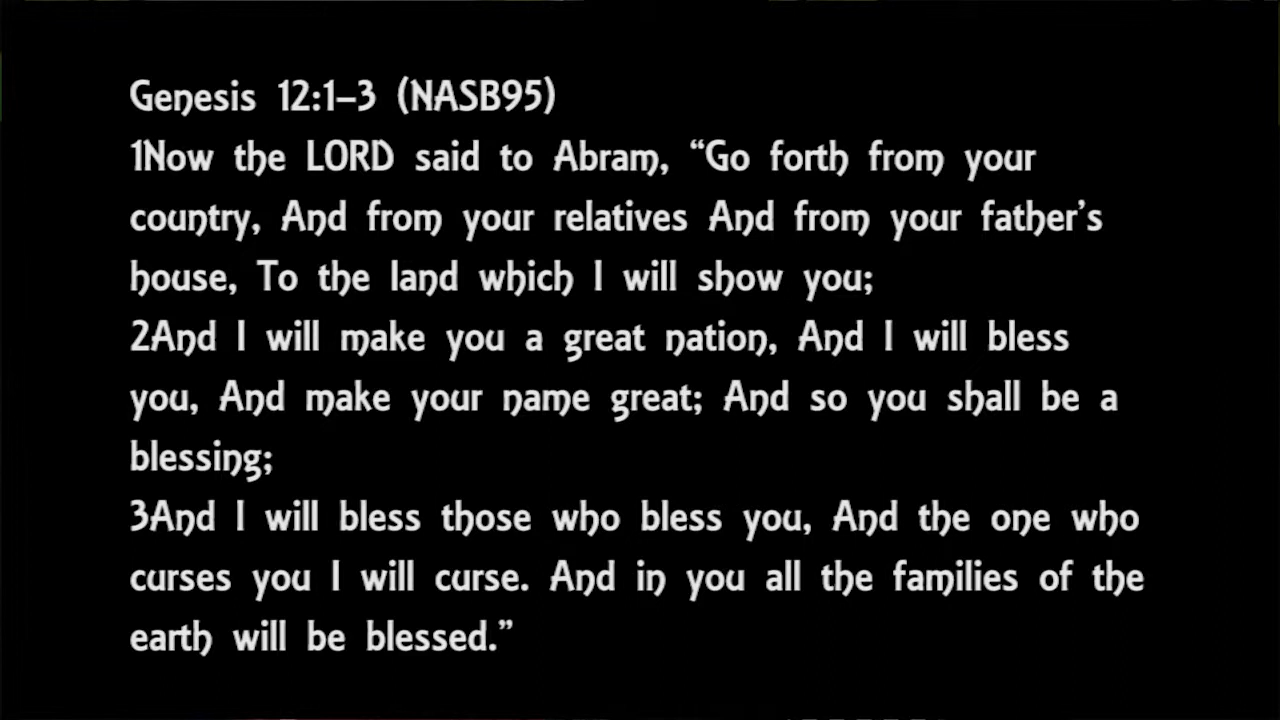 Genesis 12:1–3 (NASB95)
1Now the LORD said to Abram, “Go forth from your
country, And from your relatives And from your father’s
house, To the land which I will show you;
2And I will make you a great nation, And I will bless
you, And make your name great; And so you shall be a
blessing;
3And I will bless those who bless you, And the one who
curses you I will curse. And in you all the families of the
earth will be blessed.”